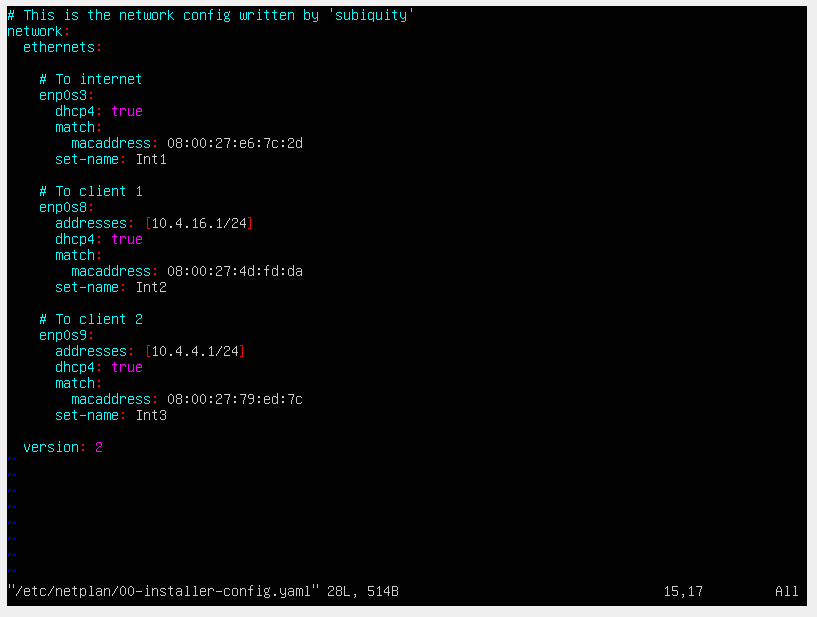 # This is the network config written by 'subiquity'
network:
  ethernets:

    # To internet
    enp0s3:
      dhcp4: true
      match:
        macaddress: 08:00:27:e6:7c:2d
      set-name: Int1

    # To client 1
    enp0s8:
      addresses: [10.4.16.1/24]
      dhcp4: true
      match:
        macaddress: 08:00:27:4d:fd:da
      set-name: Int2

    # To client 2
    enp0s9:
      addresses: [10.4.4.1/24]
      dhcp4: true
      match:
        macaddress: 08:00:27:79:ed:7c
      set-name: Int3

  version: 2
~
~
~
~
~
~
~
~
"/etc/netplan/00-installer-config.yaml" 28L, 514B 15,17 All